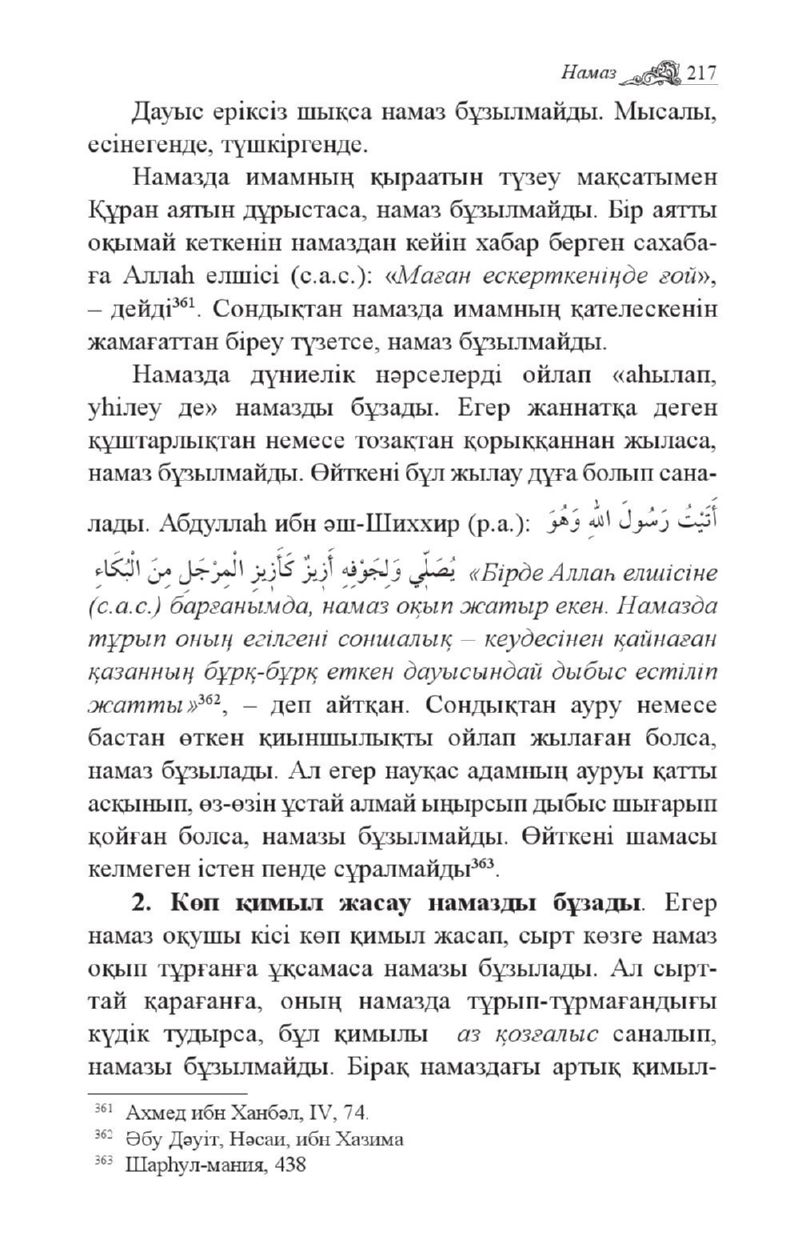 Намаз 217
Дауыс еріксіз шықса намаз бұзылмайды. Мысалы,
есінегенде, түшкіргенде.
Намазда имамның қыраатын түзеу мақсатымен
Құран аятын дұрыстаса, намаз бұзылмайды. Бір аятты
оқымай кеткенін намаздан кейін хабар берген сахаба-
ға Аллаһ елшісі (с.а.с.): «Маған ескерткеніңде ғой»,
– дейді³⁶¹. Сондықтан намазда имамның қателескенін
жамағаттан біреу түзетсе, намаз бұзылмайды.
Намазда дүниелік нәрселерді ойлап «аһылап,
уһілеу де» намазды бұзады. Егер жаннатқа деген
құштарлықтан немесе тозақтан қорыққаннан жыласа,
намаз бұзылмайды. Өйткені бұл жылау дұға болып сана-
лады. Абдуллаһ ибн әш-Шиххир (р.а.): أَتَيْتُ رَسُولَ اللهِ وَهُوَ
يُصَلِّي وَلِجَوْفِهِ أَزِيزٌ كَأَزِيزِ الْمِرْجَلِ مِنَ الْبُكَاءِ «Бірде Аллаһ елшісіне
(с.а.с.) барғанымда, намаз оқып жатыр екен. Намазда
тұрып оның егілгені соншалық – кеудесінен қайнаған
қазанның бұрқ-бұрқ еткен дауысындай дыбыс естіліп
жатты»³⁶², – деп айтқан. Сондықтан ауру немесе
бастан өткен қиыншылықты ойлап жылаған болса,
намаз бұзылады. Ал егер науқас адамның ауруы қатты
асқынып, өз-өзін ұстай алмай ыңырсып дыбыс шығарып
қойған болса, намазы бұзылмайды. Өйткені шамасы
келмеген істен пенде сұралмайды³⁶³.
2. Көп қимыл жасау намазды бұзады. Егер
намаз оқушы кісі көп қимыл жасап, сырт көзге намаз
оқып тұрғанға ұқсамаса намазы бұзылады. Ал сырт-
тай қарағанға, оның намазда тұрып-тұрмағандығы
күдік тудырса, бұл қимылы аз қозғалыс саналып,
намазы бұзылмайды. Бірақ намаздағы артық қимыл-
³⁶¹ Ахмед ибн Ханбәл, IV, 74.
³⁶² Әбу Дәуіт, Нәсаи, ибн Хазима
³⁶³ Шарһул-мания, 438